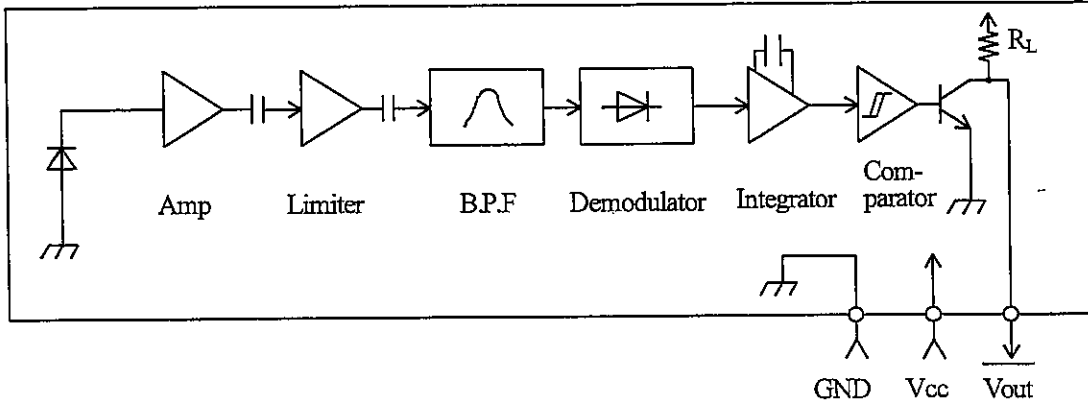 R_L
Amp
Limiter
B.P.F
Demodulator
Integrator
Com-
parator
GND
Vcc
Vout